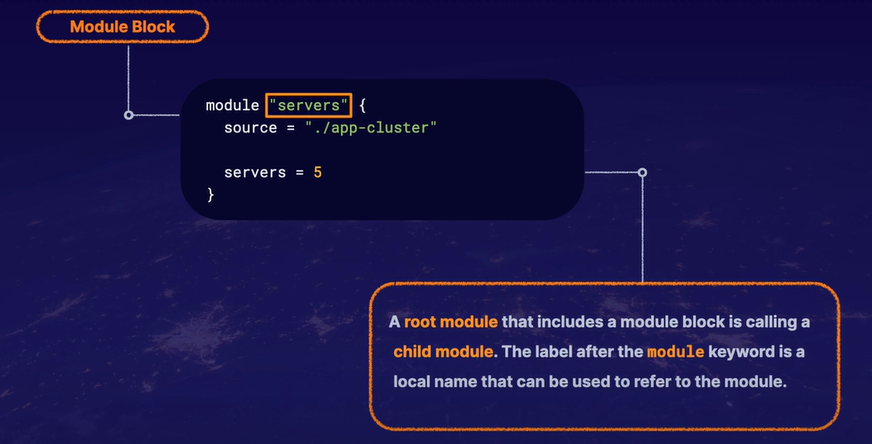 Module Block
module "servers" {
source = "./app-cluster"
servers = 5
}
A root module that includes a module block is calling a
child module. The label after the module keyword is a
local name that can be used to refer to the module.